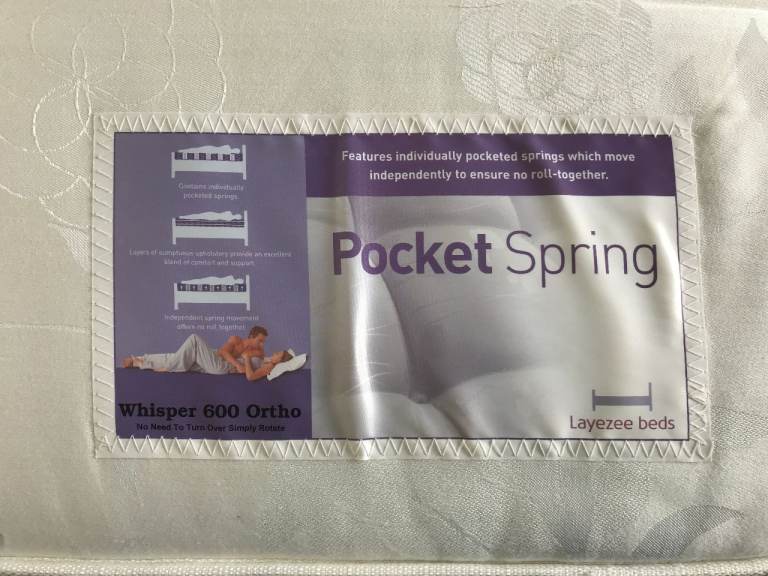 Contains individually
pocketed springs
Layers of sumptuous upholstery provide an excellent
blend of comfort and support
Independent spring movement
offers no roll together
Whisper 600 Ortho
No Need To Turn Over Simply Rotate
Features individually pocketed springs which move
independently to ensure no roll-together.
Pocket Spring
Layezee beds